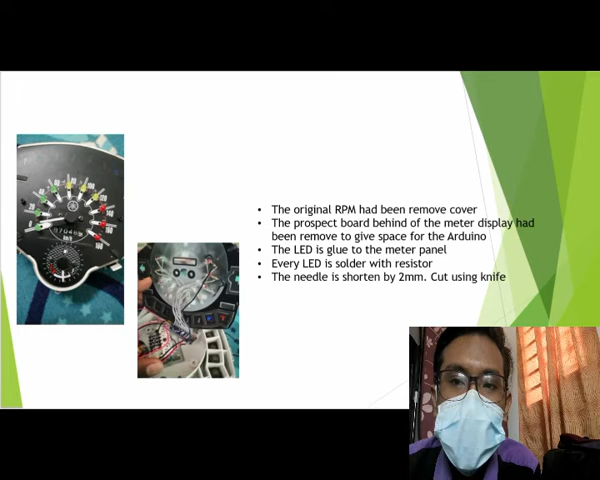 • The original RPM had been remove cover
• The prospect board behind of the meter display had
been remove to give space for the Arduino
• The LED is glue to the meter panel
• Every LED is solder with resistor
• The needle is shorten by 2mm. Cut using knife